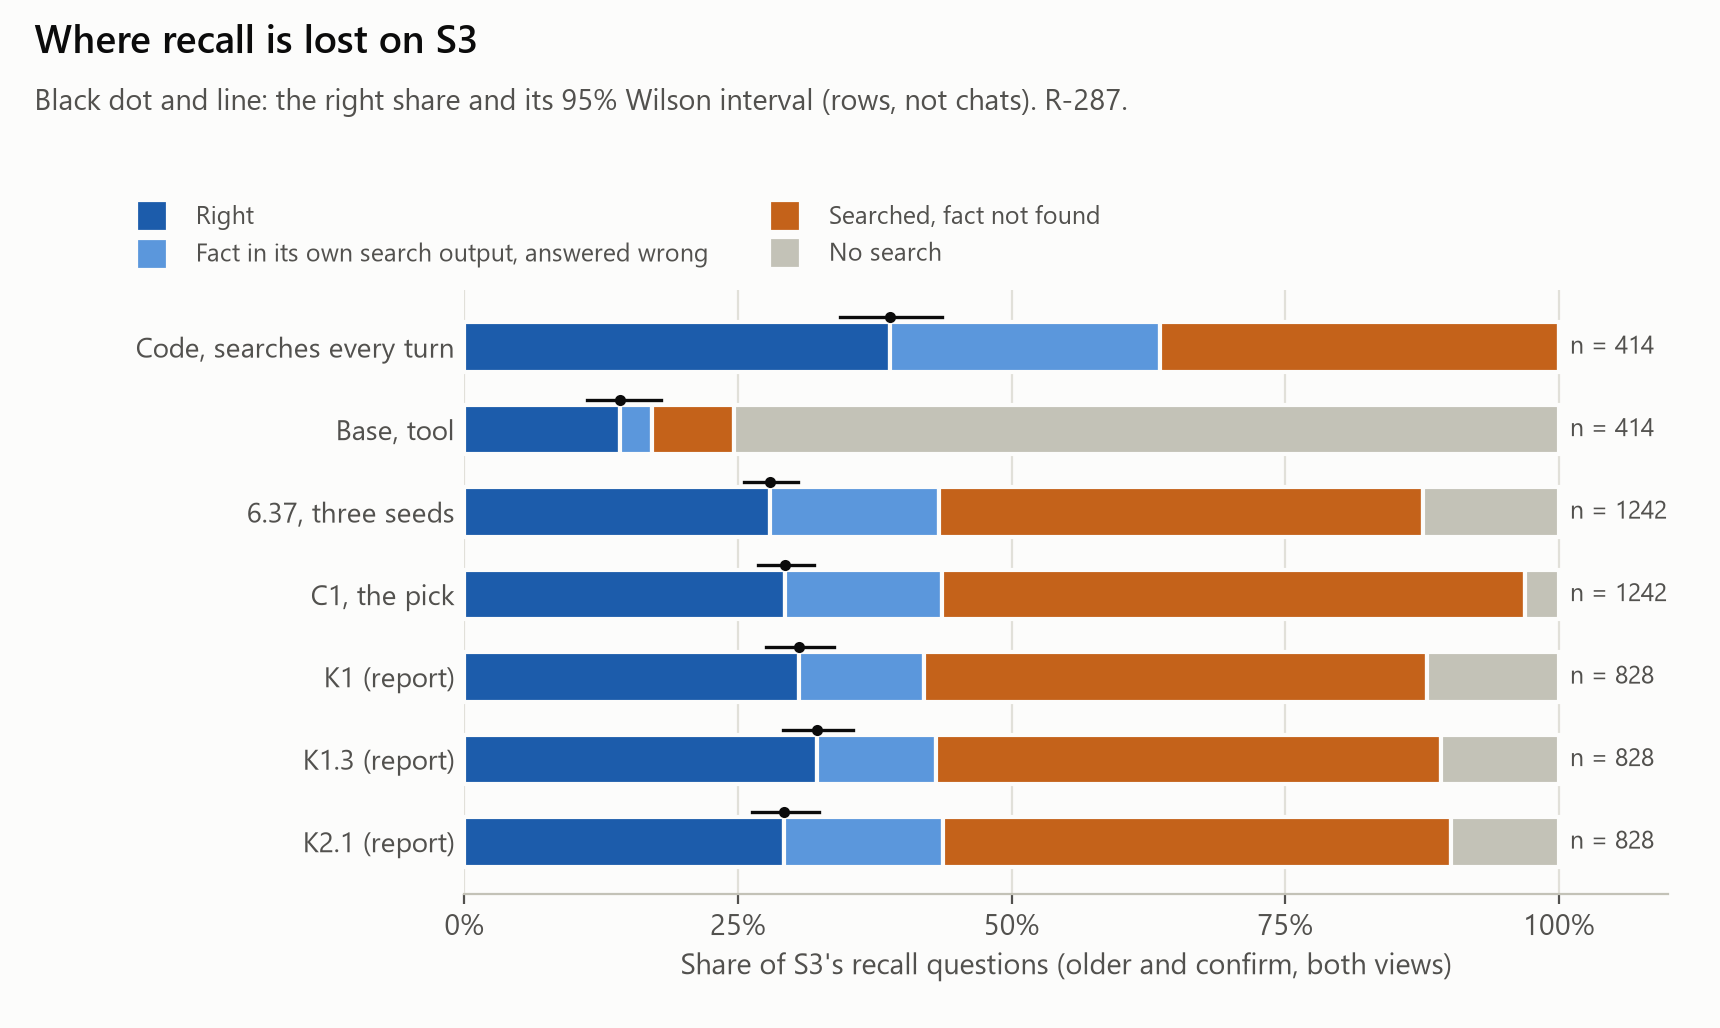 Where recall is lost on S3
Black dot and line: the right share and its 95% Wilson interval (rows, not chats). R-287.
Right
Fact in its own search output, answered wrong
Searched, fact not found
No search
Code, searches every turn
n = 414
Base, tool
n = 414
6.37, three seeds
n = 1242
C1, the pick
n = 1242
K1 (report)
n = 828
K1.3 (report)
n = 828
K2.1 (report)
n = 828
0%
25%
50%
75%
100%
Share of S3's recall questions (older and confirm, both views)